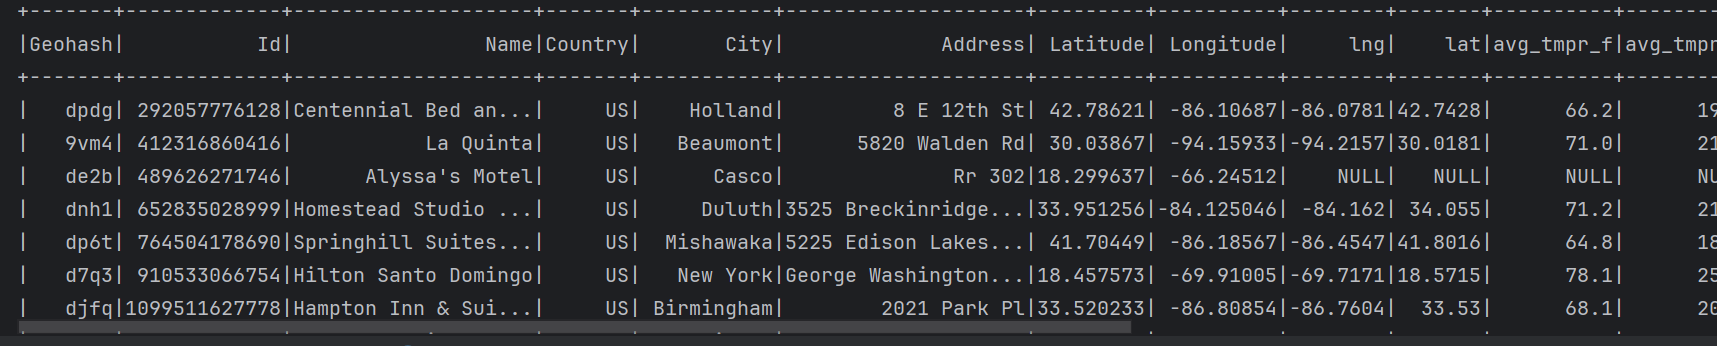 +-------+-------------+--------------------+-------+-----------+--------------------+---------+----------+--------+-------+----------+--------
|Geohash|           Id|                Name|Country|       City|             Address| Latitude| Longitude|     lng|    lat|avg_tmpr_f|avg_tmpr
+-------+-------------+--------------------+-------+-----------+--------------------+---------+----------+--------+-------+----------+--------
|   dpdg| 292057776128|Centennial Bed an...|     US|    Holland|        8 E 12th St| 42.78621| -86.10687|-86.0781|42.7428|      66.2|      19
|   9vm4| 412316860416|           La Quinta|     US|   Beaumont|      5820 Walden Rd| 30.03867| -94.15933|-94.2157|30.0181|      71.0|      21
|   de2b| 489626271746|      Alyssa's Motel|     US|      Casco|              Rr 302|18.299637| -66.24512|    NULL|   NULL|      NULL|      NU
|   dnh1| 652835028999|Homestead Studio ...|     US|     Duluth|3525 Breckinridge...|33.951256|-84.125046| -84.162| 34.055|      71.2|      21
|   dp6t| 764504178690|Springhill Suites...|     US|  Mishawaka|5225 Edison Lakes...| 41.70449| -86.18567|-86.4547|41.8016|      64.8|      18
|   d7q3| 910533066754|Hilton Santo Domingo|     US|   New York|George Washington...|18.457573| -69.91005|-69.7171|18.5715|      78.1|      25
|   djfq|1099511627778|Hampton Inn & Sui...|     US| Birmingham|        2021 Park Pl|33.520233| -86.80854|-86.7604|  33.53|      68.1|      20